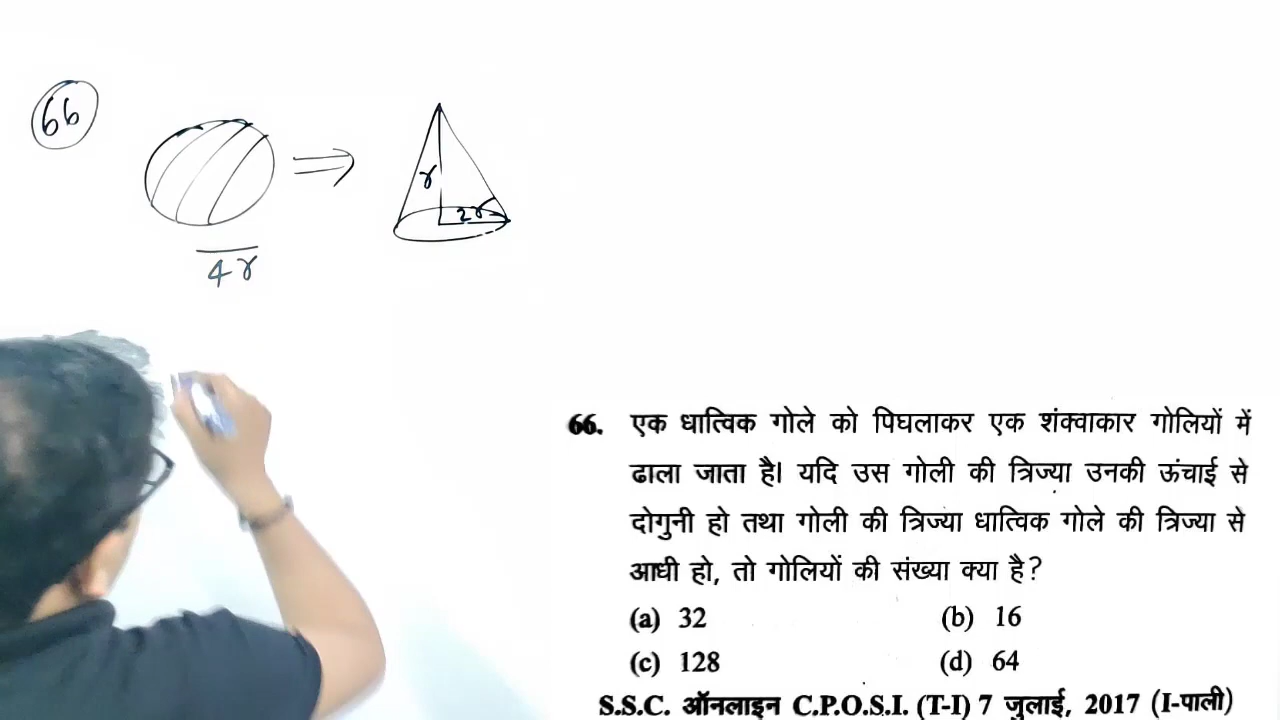 66
r
2r
4r
66. एक धात्विक गोले को पिघलाकर एक शंक्वाकार गोलियों में
ढाला जाता है। यदि उस गोली की त्रिज्या उनकी ऊंचाई से
दोगुनी हो तथा गोली की त्रिज्या धात्विक गोले की त्रिज्या से
आधी हो, तो गोलियों की संख्या क्या है?
(a) 32 (b) 16
(c) 128 (d) 64
S.S.C. ऑनलाइन C.P.O.S.I. (T-I) 7 जुलाई, 2017 (I-पाली)